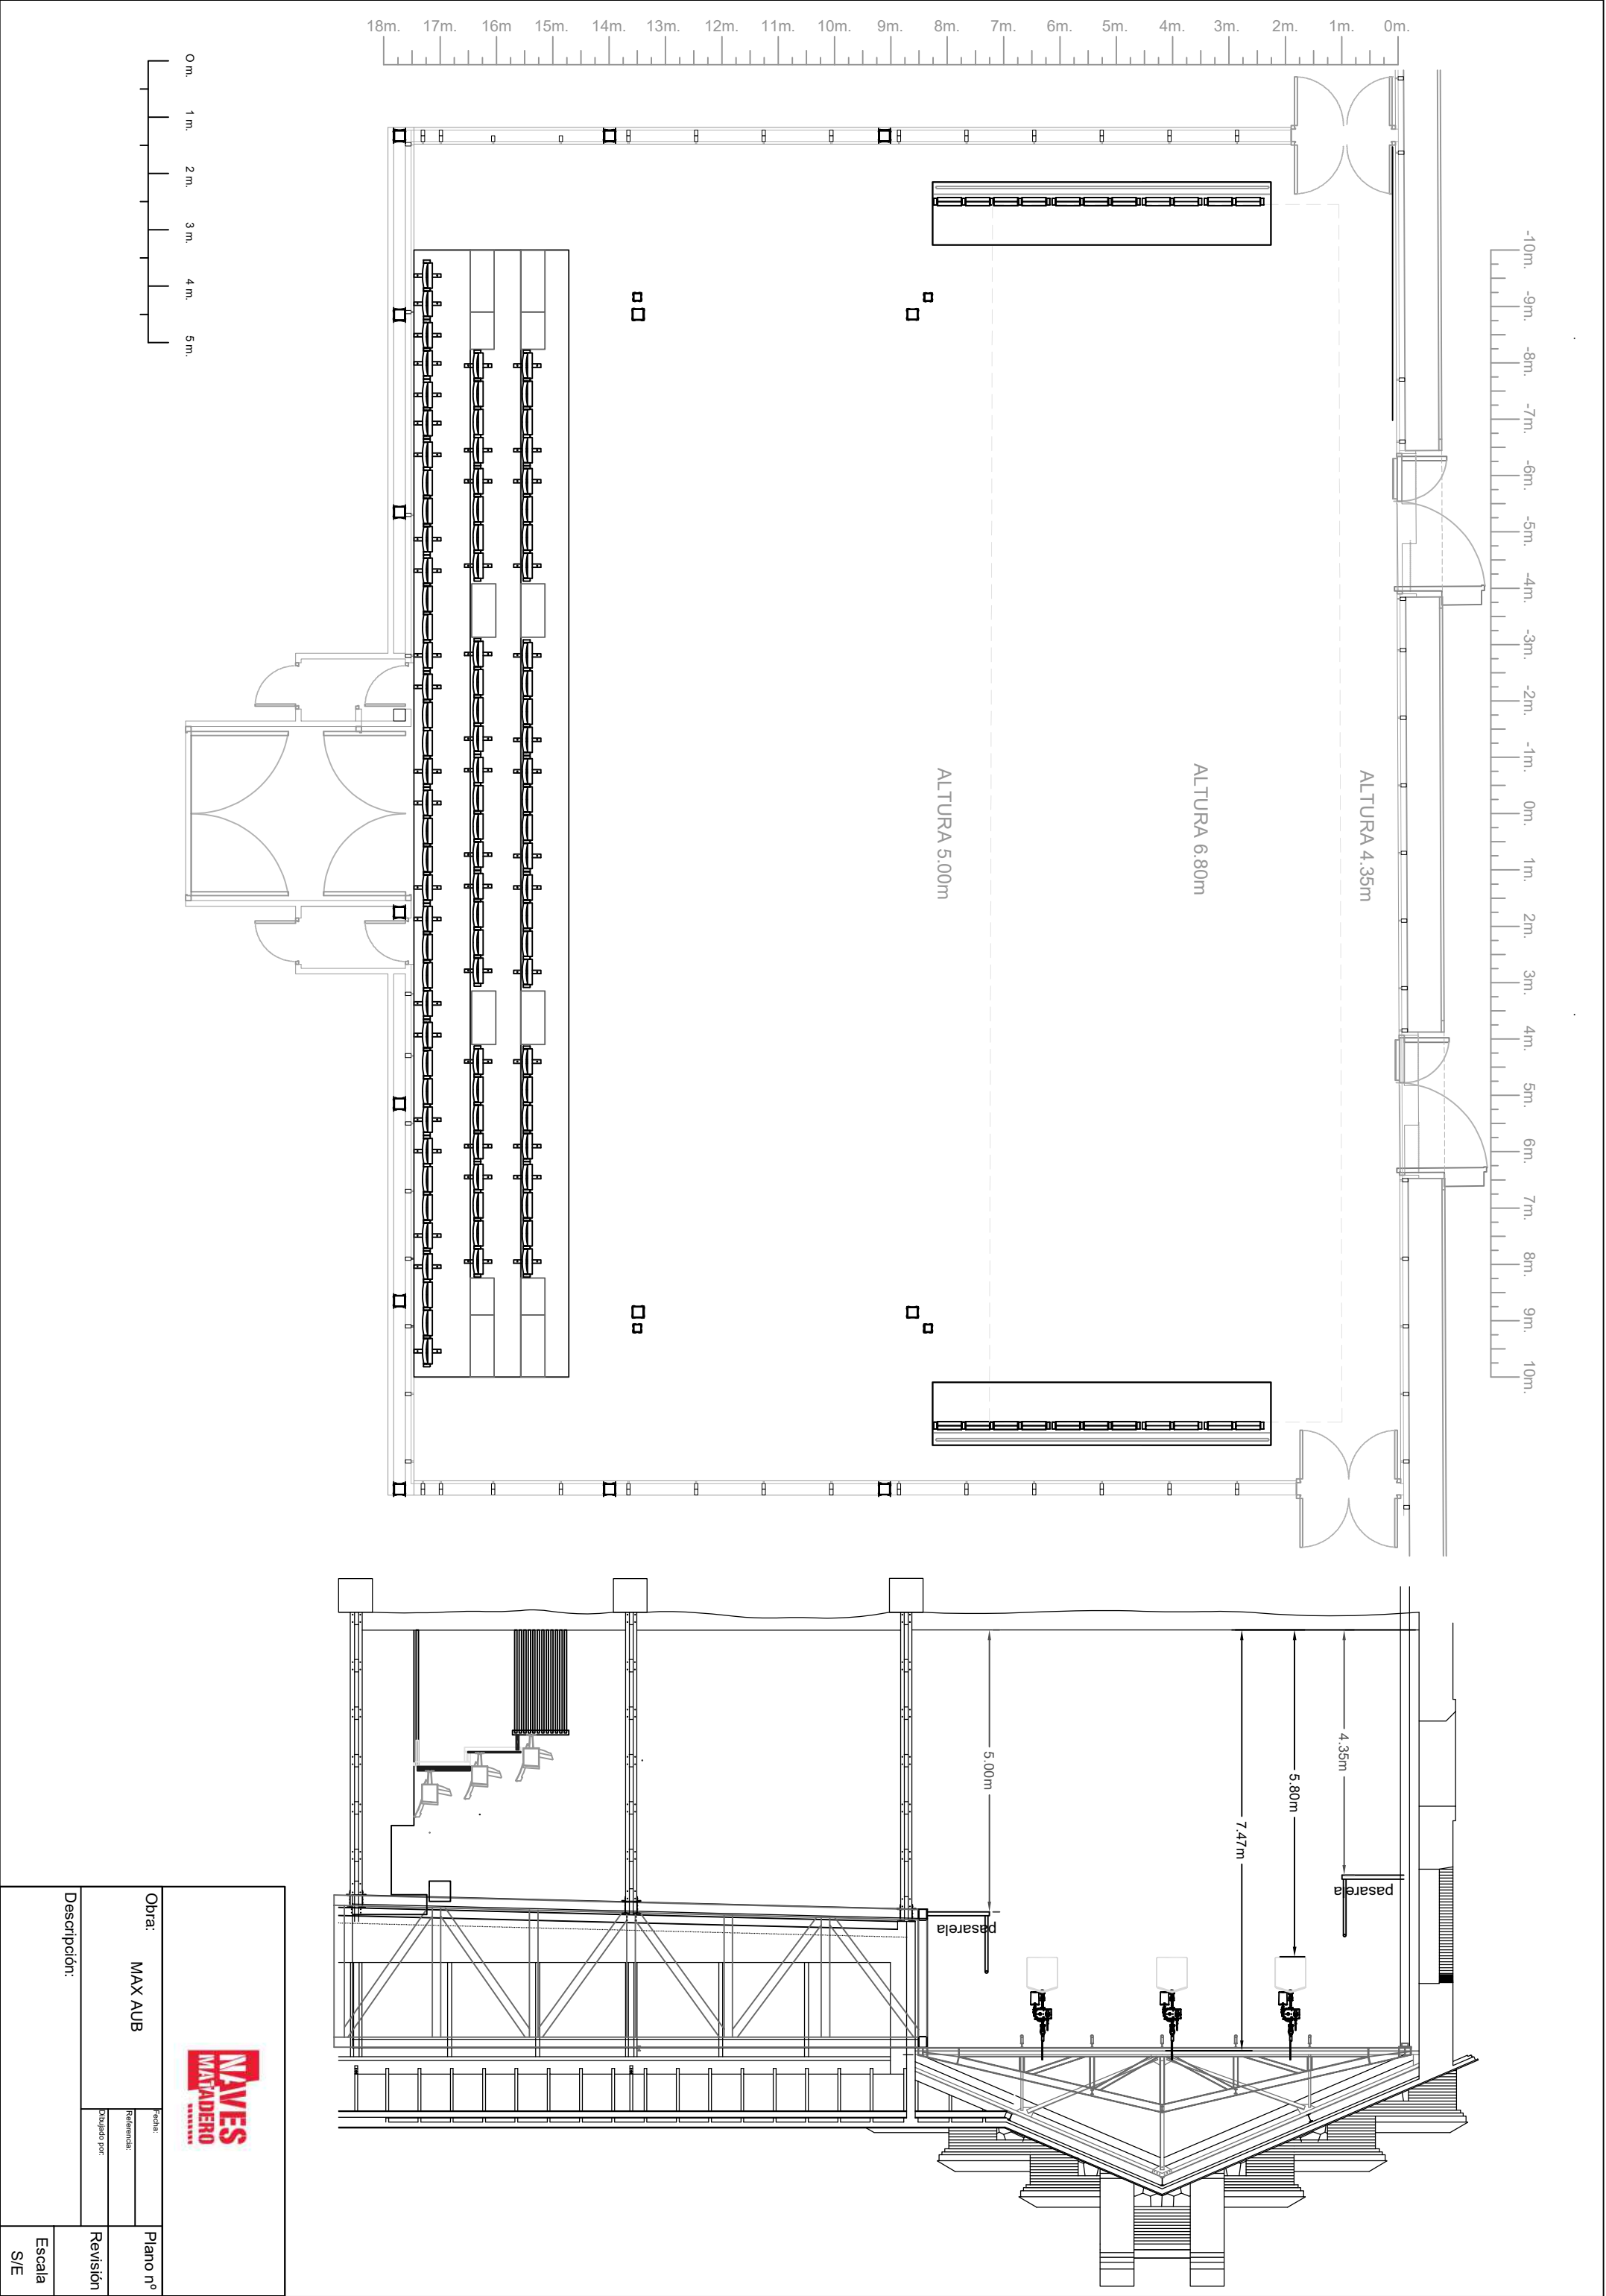 18m. 17m. 16m 15m. 14m. 13m. 12m. 11m. 10m. 9m. 8m. 7m. 6m. 5m. 4m. 3m. 2m. 1m. 0m.
0 m.
1 m.
2 m.
3 m.
4 m.
5 m.
-10m.
-9m.
-8m.
-7m.
-6m.
-5m.
-4m.
-3m.
-2m.
-1m.
0m.
1m.
2m.
3m.
4m.
5m.
6m.
7m.
8m.
9m.
10m.
ALTURA 5.00m
ALTURA 6.80m
ALTURA 4.35m
5.00m
7.47m
5.80m
4.35m
pasarela
pasarela
NAVES
MATADERO
Obra:
MAX AUB
Fecha:
Referencia:
Dibujado por:
Plano nº
Revisión
Descripción:
Escala
S/E